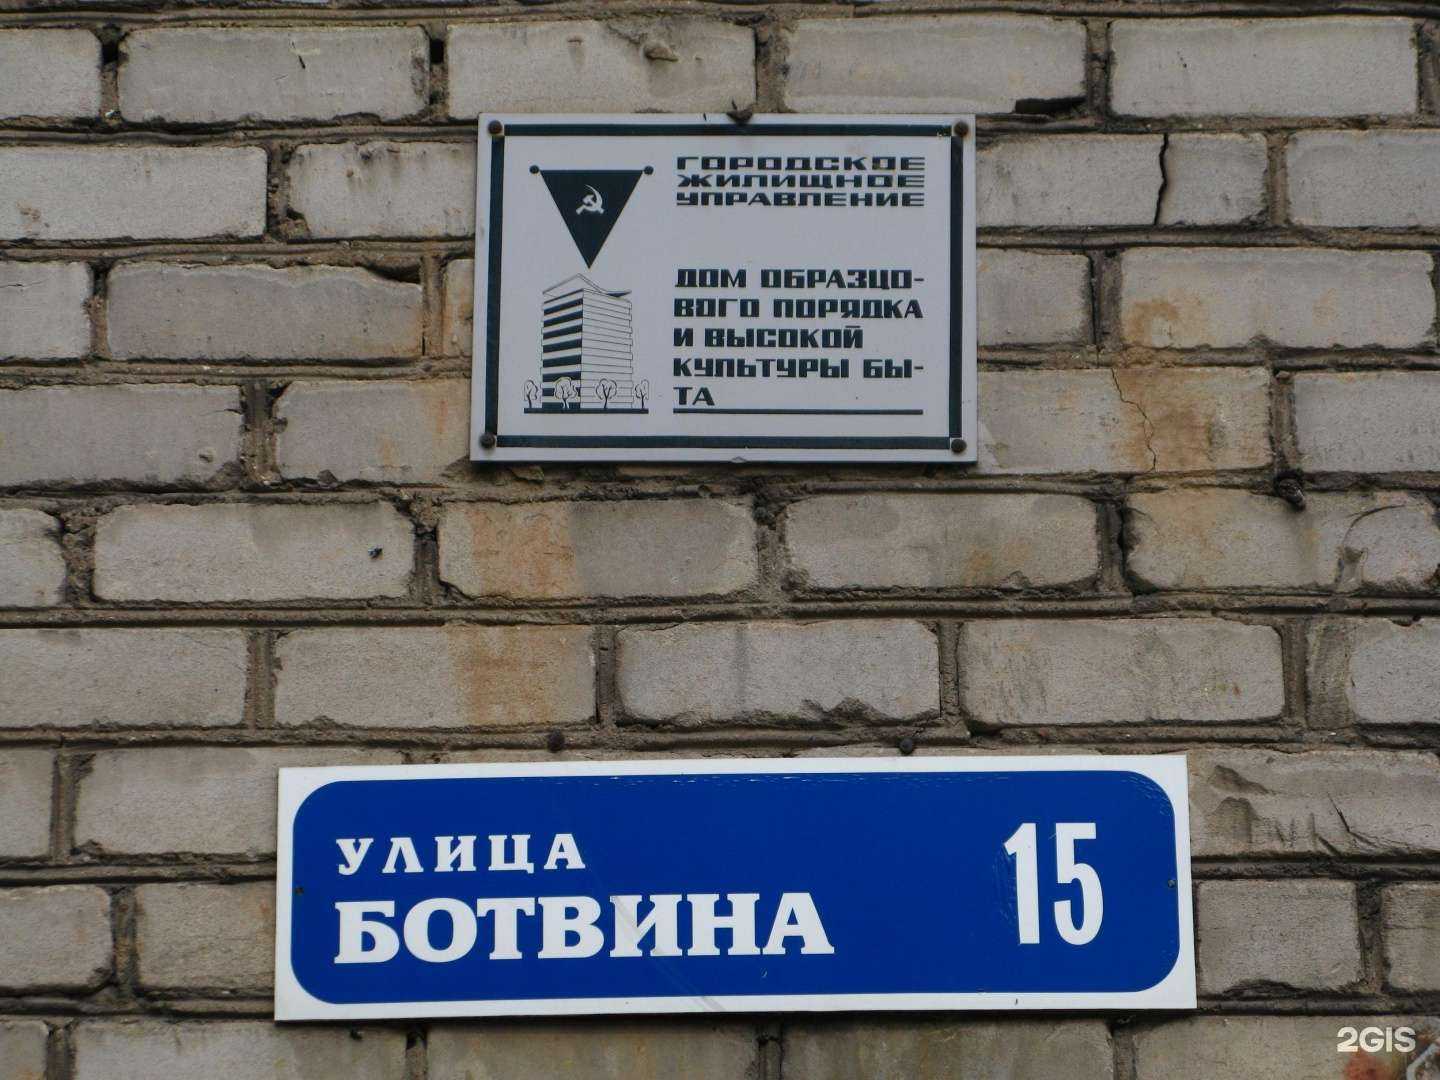 ГОРОДСКОЕ
ЖИЛИЩНОЕ
УПРАВЛЕНИЕ
ДОМ ОБРАЗЦО-
ВОГО ПОРЯДКА
И ВЫСОКОЙ
КУЛЬТУРЫ БЫ-
ТА
УЛИЦА
БОТВИНА
15
2GIS